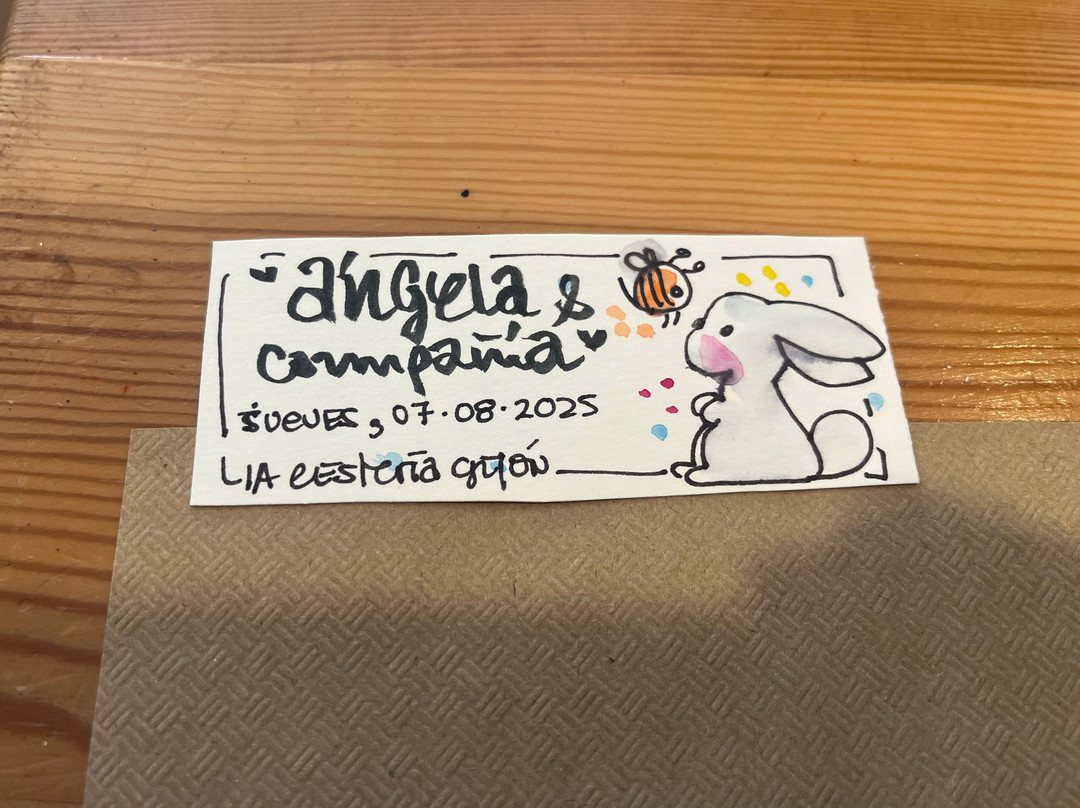 ángela &
compañía
jueves, 07·08·2025
LIA cestería gijón